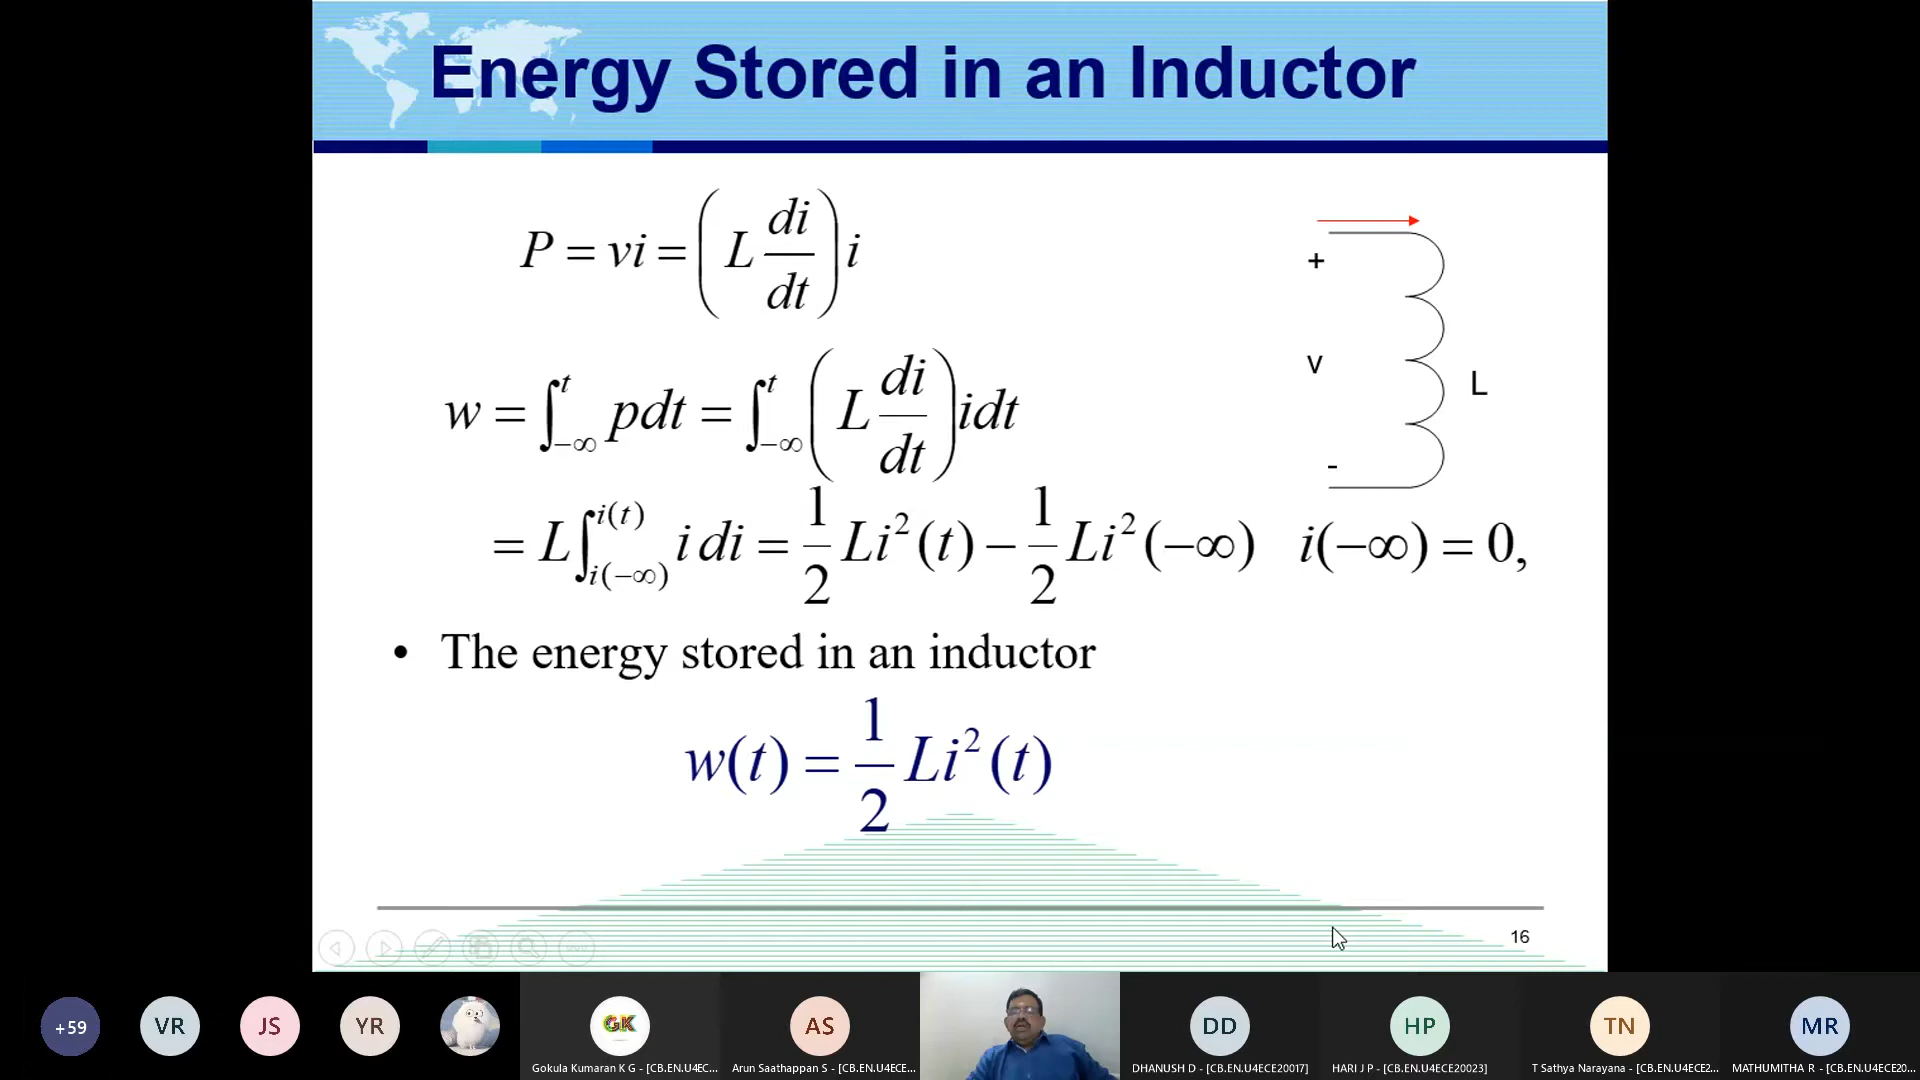 Energy Stored in an Inductor
P = vi = ( L di/dt ) i
+
v
L
-
w = ∫_{-∞}^{t} pdt = ∫_{-∞}^{t} ( L di/dt ) idt
= L ∫_{i(-∞)}^{i(t)} i di = 1/2 Li²(t) − 1/2 Li²(−∞) i(−∞) = 0,
• The energy stored in an inductor
w(t) = 1/2 Li²(t)
16
+59
VR
JS
YR
GK
AS
DD
HP
TN
MR
Gokula Kumaran K G - [CB.EN.U4EC...
Arun Saathappan S - [CB.EN.U4ECE...
DHANUSH D - [CB.EN.U4ECE20017]
HARI J P - [CB.EN.U4ECE20023]
T Sathya Narayana - [CB.EN.U4ECE2...
MATHUMITHA R - [CB.EN.U4ECE20...